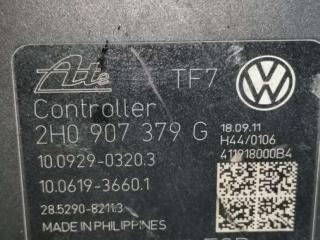 Ate TF7
Controller
2H0 907 379 G
18.09.11
H44/0106
411918000B4
10.0929-0320.3
10.0619-3660.1
28.5290-8211.3
MADE IN PHILIPPINES